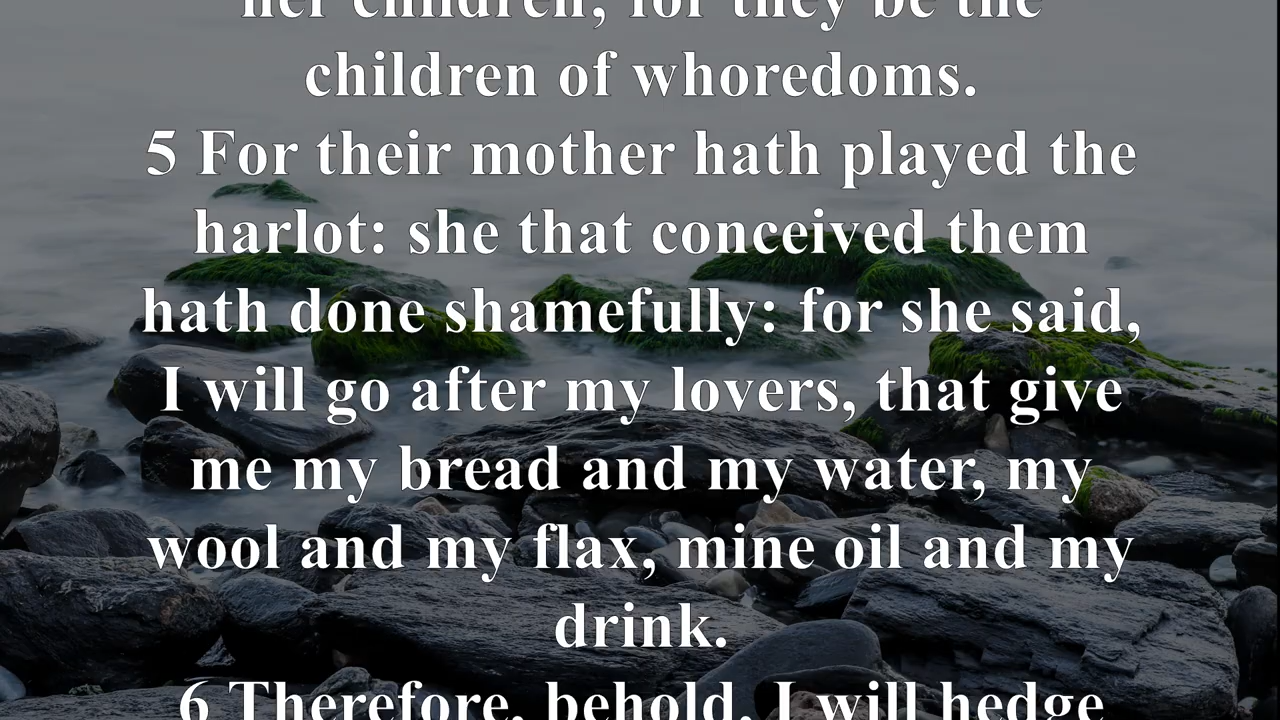 her children; for they be the
children of whoredoms.
5 For their mother hath played the
harlot: she that conceived them
hath done shamefully: for she said,
I will go after my lovers, that give
me my bread and my water, my
wool and my flax, mine oil and my
drink.
6 Therefore, behold, I will hedge